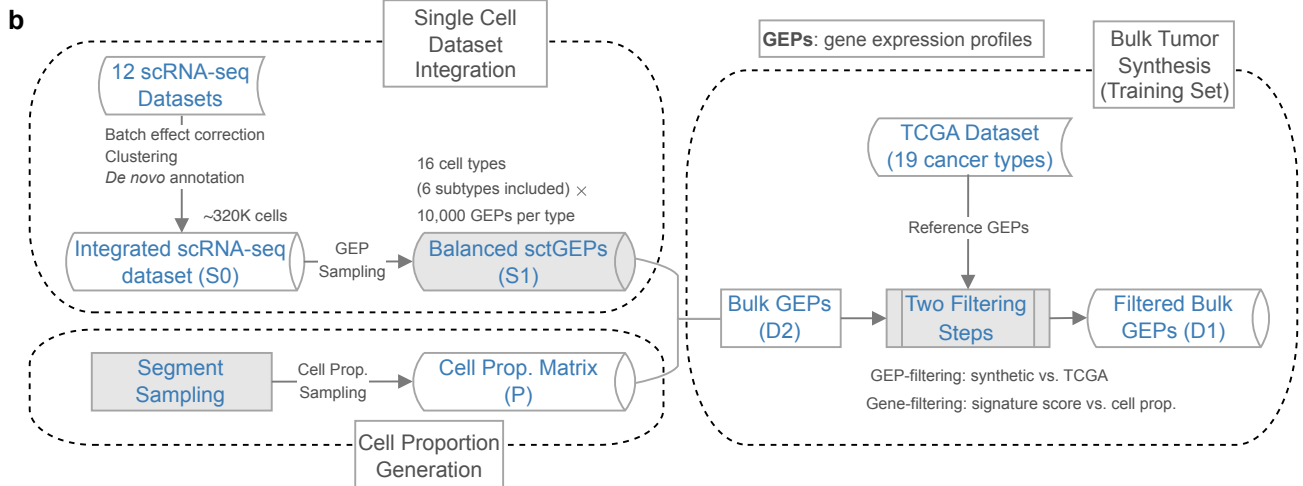 b
Single Cell
Dataset
Integration
12 scRNA-seq
Datasets
Batch effect correction
Clustering
De novo annotation
~320K cells
Integrated scRNA-seq
dataset (S0)
GEP
Sampling
16 cell types
(6 subtypes included) ×
10,000 GEPs per type
Balanced sctGEPs
(S1)
Segment
Sampling
Cell Prop.
Sampling
Cell Prop. Matrix
(P)
Cell Proportion
Generation
GEPs: gene expression profiles
Bulk Tumor
Synthesis
(Training Set)
TCGA Dataset
(19 cancer types)
Reference GEPs
Bulk GEPs
(D2)
Two Filtering
Steps
Filtered Bulk
GEPs (D1)
GEP-filtering: synthetic vs. TCGA
Gene-filtering: signature score vs. cell prop.